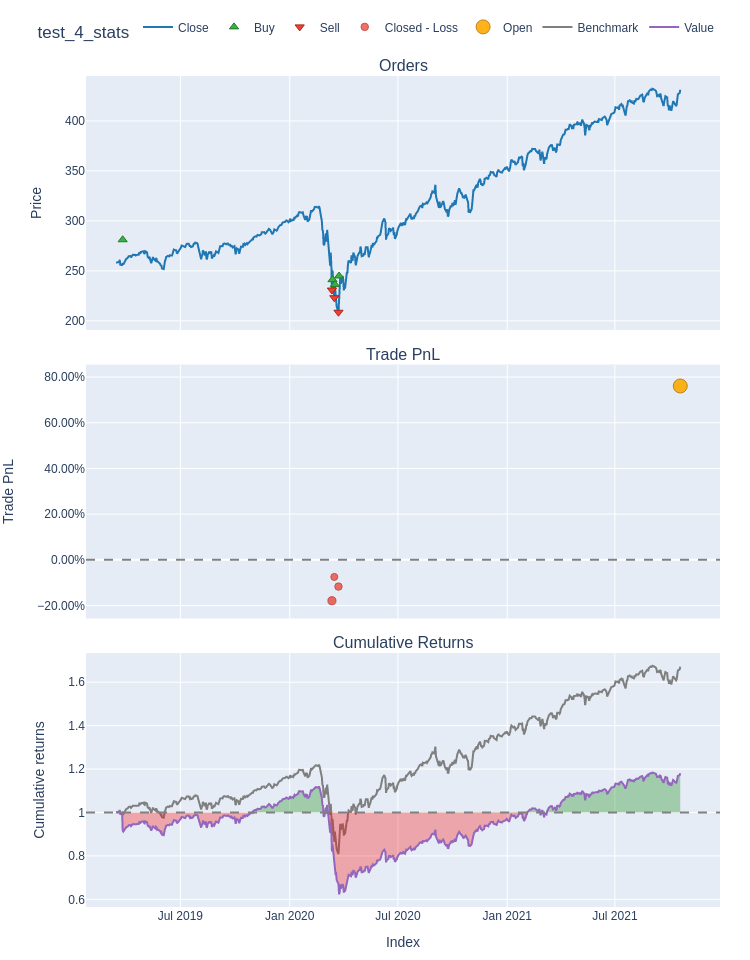 test_4_stats
Close
Buy
Sell
Closed - Loss
Open
Benchmark
Value
Orders
Price
400
350
300
250
200
Trade PnL
Trade PnL
80.00%
60.00%
40.00%
20.00%
0.00%
−20.00%
Cumulative Returns
Cumulative returns
1.6
1.4
1.2
1
0.8
0.6
Jul 2019
Jan 2020
Jul 2020
Jan 2021
Jul 2021
Index